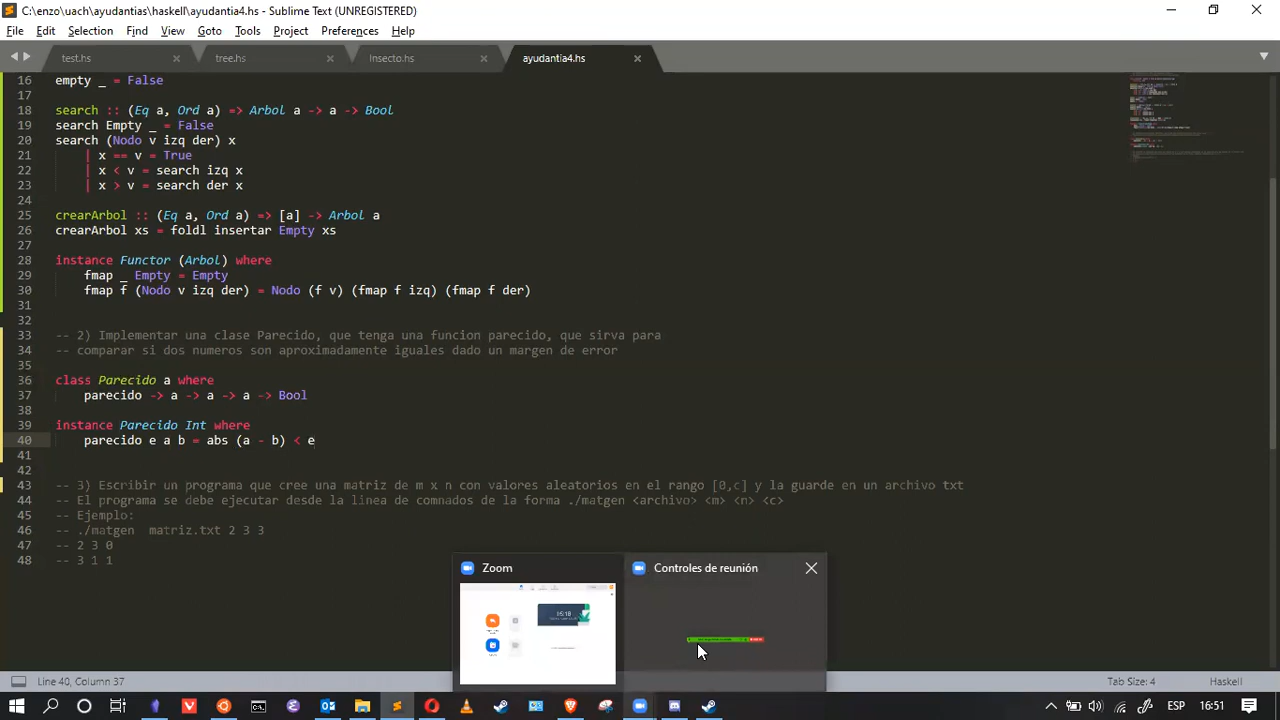 C:\enzo\uach\ayudantias\haskell\ayudantia4.hs - Sublime Text (UNREGISTERED)
File Edit Selection Find View Goto Tools Project Preferences Help
test.hs tree.hs Insecto.hs ayudantia4.hs
16 empty _ = False
17
18 search :: (Eq a, Ord a) => Arbol a -> a -> Bool
19 search Empty _ = False
20 search (Nodo v izq der) x
21 | x == v = True
22 | x < v = search izq x
23 | x > v = search der x
24
25 crearArbol :: (Eq a, Ord a) => [a] -> Arbol a
26 crearArbol xs = foldl insertar Empty xs
27
28 instance Functor (Arbol) where
29 fmap _ Empty = Empty
30 fmap f (Nodo v izq der) = Nodo (f v) (fmap f izq) (fmap f der)
31
32
33 -- 2) Implementar una clase Parecido, que tenga una funcion parecido, que sirva para
34 -- comparar si dos numeros son aproximadamente iguales dado un margen de error
35
36 class Parecido a where
37 parecido -> a -> a -> a -> Bool
38
39 instance Parecido Int where
40 parecido e a b = abs (a - b) < e
41
42
43 -- 3) Escribir un programa que cree una matriz de m x n con valores aleatorios en el rango [0,c] y la guarde en un archivo txt
44 -- El programa se debe ejecutar desde la linea de comnados de la forma ./matgen <archivo> <m> <n> <c>
45 -- Ejemplo:
46 -- ./matgen  matriz.txt 2 3 3
47 -- 2 3 0
48 -- 3 1 1
Zoom Controles de reunión
Line 40, Column 37 Tab Size: 4 Haskell
ESP 16:51